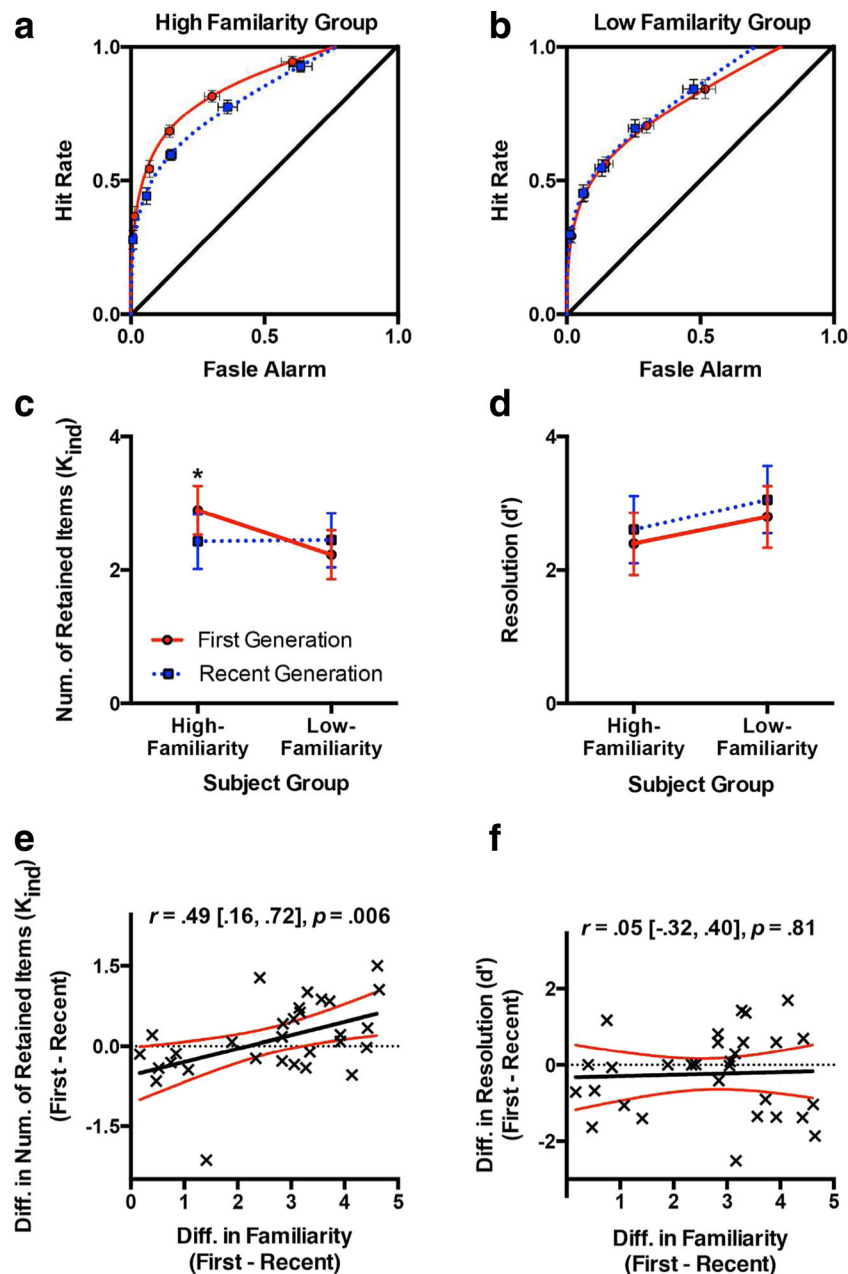 a
High Familarity Group
1.0
0.5
0.0
Hit Rate
0.0
0.5
1.0
Fasle Alarm
b
Low Familarity Group
1.0
0.5
0.0
Hit Rate
0.0
0.5
1.0
Fasle Alarm
c
Num. of Retained Items (Kind)
4
2
0
*
First Generation
Recent Generation
High-
Familiarity
Low-
Familiarity
Subject Group
d
Resolution (d')
4
2
0
High-
Familiarity
Low-
Familiarity
Subject Group
e
Diff. in Num. of Retained Items (Kind)
(First - Recent)
r = .49 [.16, .72], p = .006
1.5
0.0
-1.5
0
1
2
3
4
5
Diff. in Familiarity
(First - Recent)
f
Diff. in Resolution (d')
(First - Recent)
r = .05 [-.32, .40], p = .81
2
0
-2
1
2
3
4
5
Diff. in Familiarity
(First - Recent)